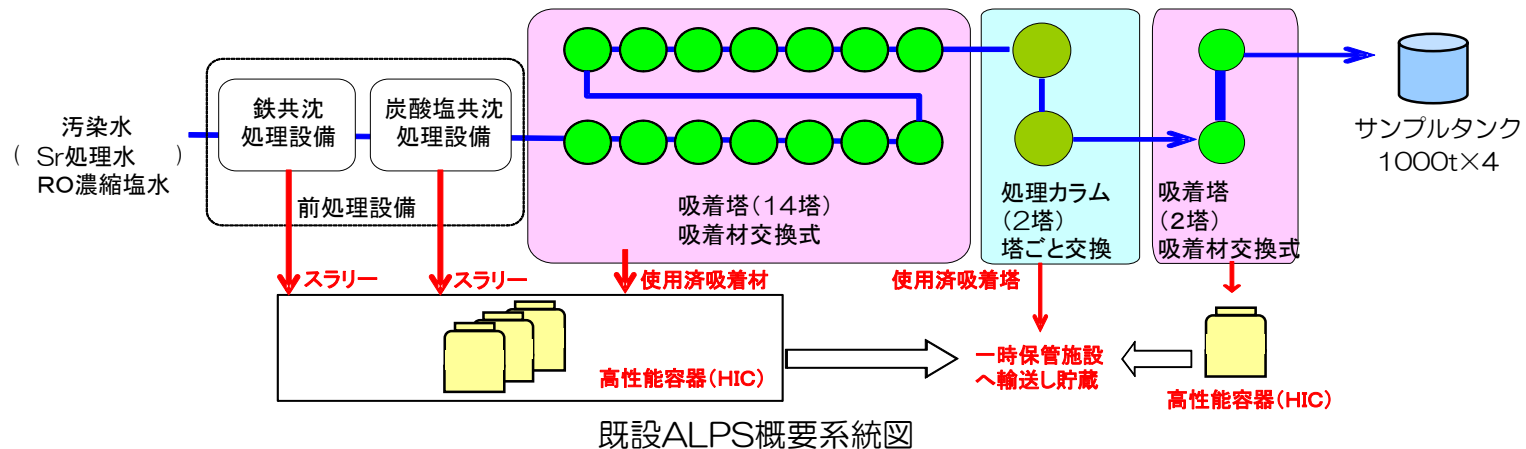 汚染水
( Sr処理水 )
RO濃縮塩水
鉄共沈
処理設備
炭酸塩共沈
処理設備
前処理設備
吸着塔(14塔)
吸着材交換式
処理カラム
(2塔)
塔ごと交換
吸着塔
(2塔)
吸着材交換式
サンプルタンク
1000t×4
スラリー
スラリー
使用済吸着材
使用済吸着塔
高性能容器(HIC)
一時保管施設
へ輸送し貯蔵
高性能容器(HIC)
既設ALPS概要系統図